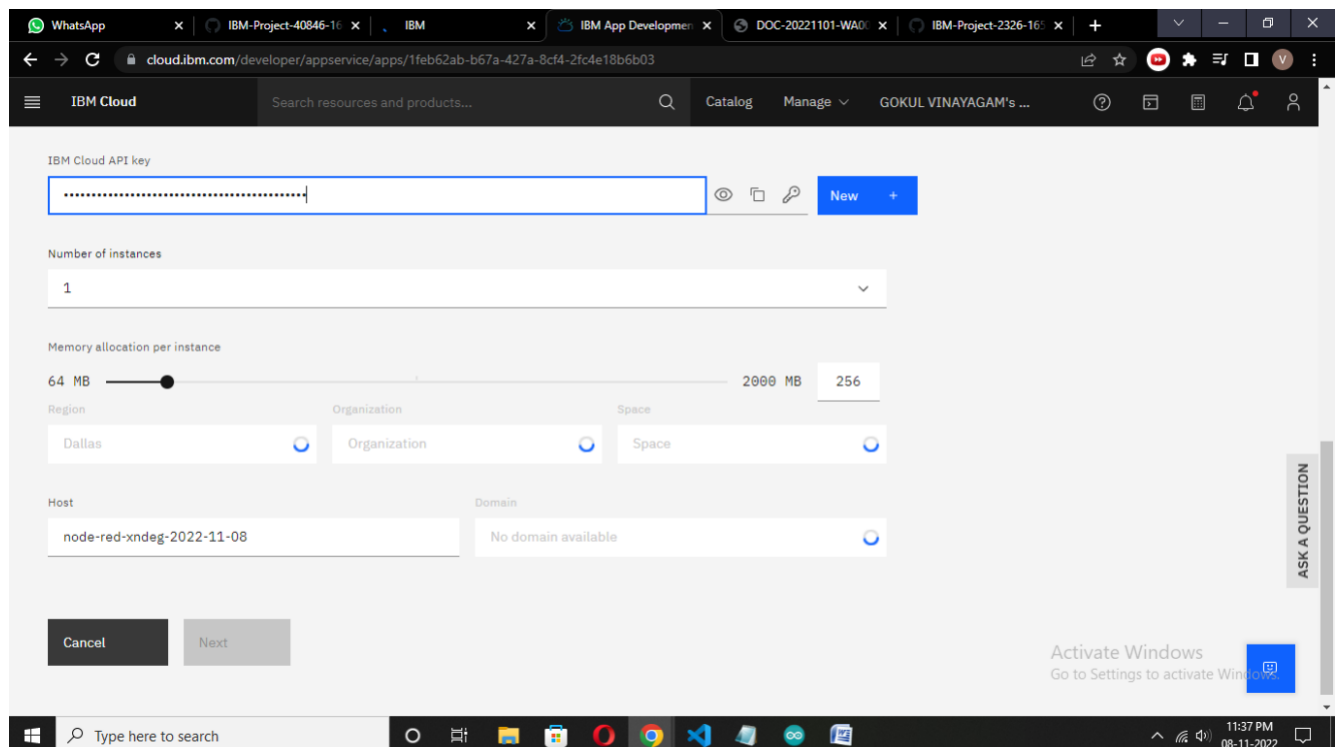 WhatsApp IBM-Project-40846-16 IBM IBM App Developmen DOC-20221101-WA00 IBM-Project-2326-165
cloud.ibm.com/developer/appservice/apps/1feb62ab-b67a-427a-8cf4-2fc4e18b6b03 V
IBM Cloud Search resources and products... Catalog Manage GOKUL VINAYAGAM's ...
IBM Cloud API key
New +
Number of instances
1
Memory allocation per instance
64 MB 2000 MB 256
Region Organization Space
Dallas Organization Space
Host Domain
node-red-xndeg-2022-11-08 No domain available
ASK A QUESTION
Cancel Next
Activate Windows
Go to Settings to activate Windows.
Type here to search 11:37 PM
08-11-2022